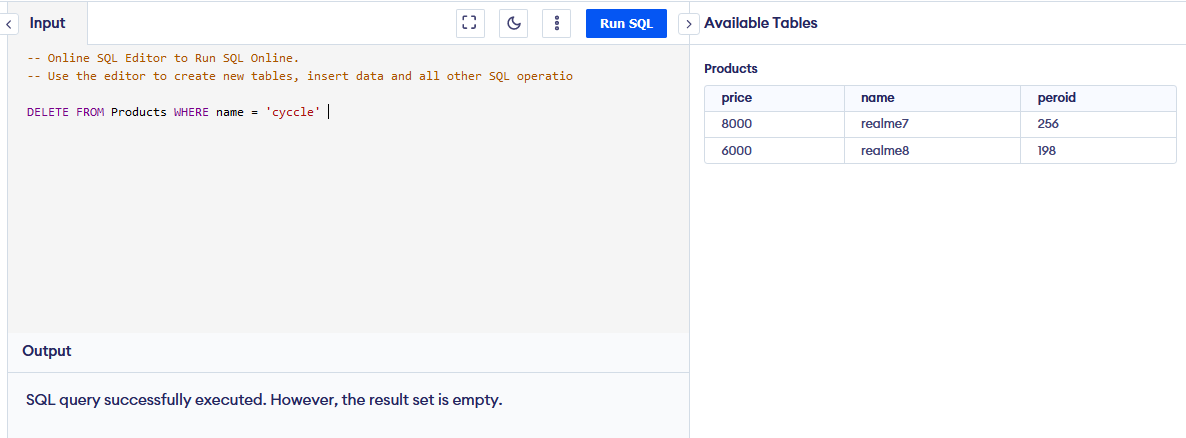 Input
Run SQL
-- Online SQL Editor to Run SQL Online.
-- Use the editor to create new tables, insert data and all other SQL operatio
DELETE FROM Products WHERE name = 'cyccle'
Output
SQL query successfully executed. However, the result set is empty.
Available Tables
Products
price name peroid
8000 realme7 256
6000 realme8 198